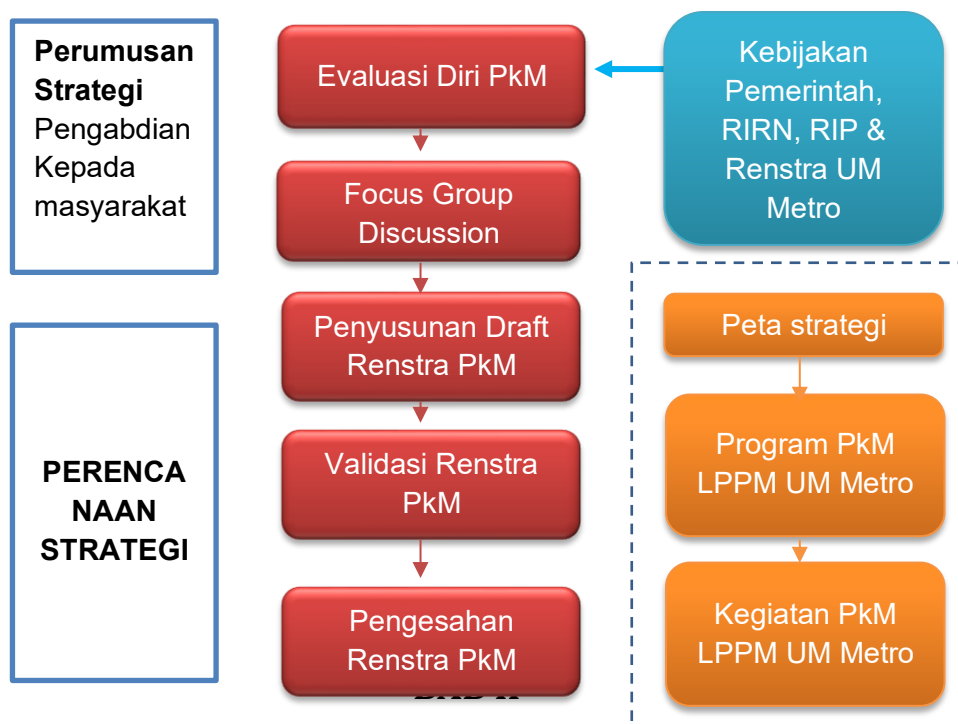 Perumusan
Strategi
Pengabdian
Kepada
masyarakat
Evaluasi Diri PkM
Kebijakan
Pemerintah,
RIRN, RIP &
Renstra UM
Metro
Focus Group
Discussion
Penyusunan Draft
Renstra PkM
Peta strategi
PERENCA
NAAN
STRATEGI
Validasi Renstra
PkM
Program PkM
LPPM UM Metro
Pengesahan
Renstra PkM
Kegiatan PkM
LPPM UM Metro